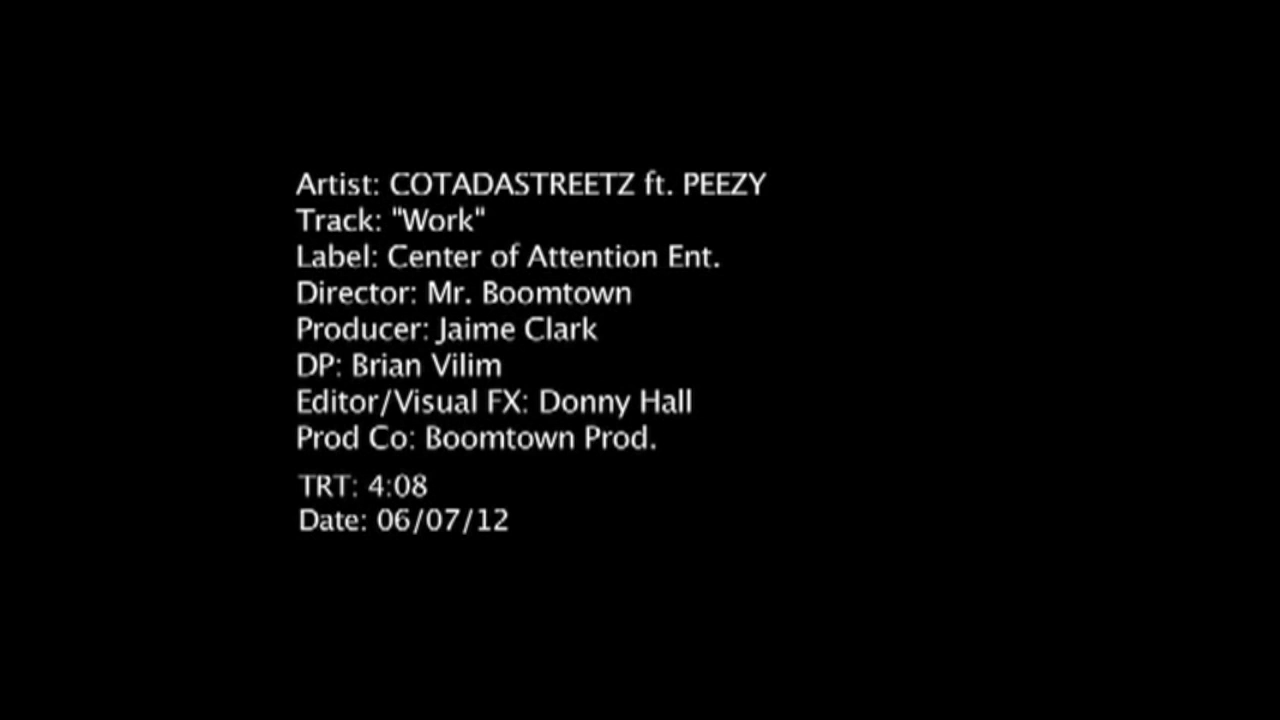 Artist: COTADASTREETZ ft. PEEZY
Track: "Work"
Label: Center of Attention Ent.
Director: Mr. Boomtown
Producer: Jaime Clark
DP: Brian Vilim
Editor/Visual FX: Donny Hall
Prod Co: Boomtown Prod.
TRT: 4:08
Date: 06/07/12